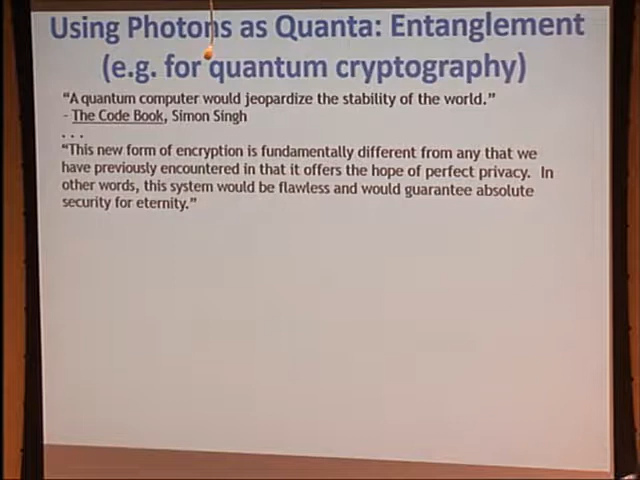 Using Photons as Quanta: Entanglement
(e.g. for quantum cryptography)
“A quantum computer would jeopardize the stability of the world.”
- The Code Book, Simon Singh
. . .
“This new form of encryption is fundamentally different from any that we
have previously encountered in that it offers the hope of perfect privacy.  In
other words, this system would be flawless and would guarantee absolute
security for eternity.”